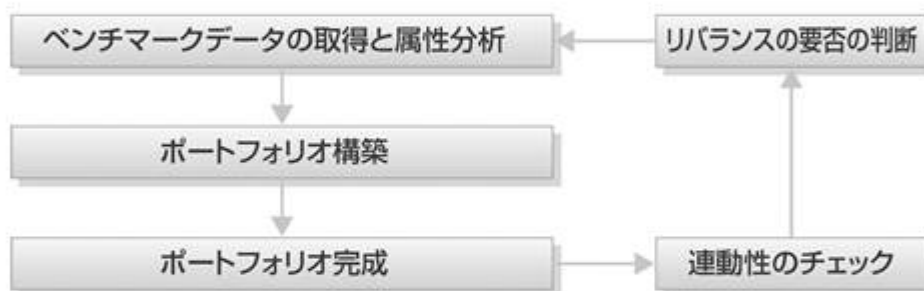 ベンチマークデータの取得と属性分析
リバランスの要否の判断
ポートフォリオ構築
ポートフォリオ完成
連動性のチェック